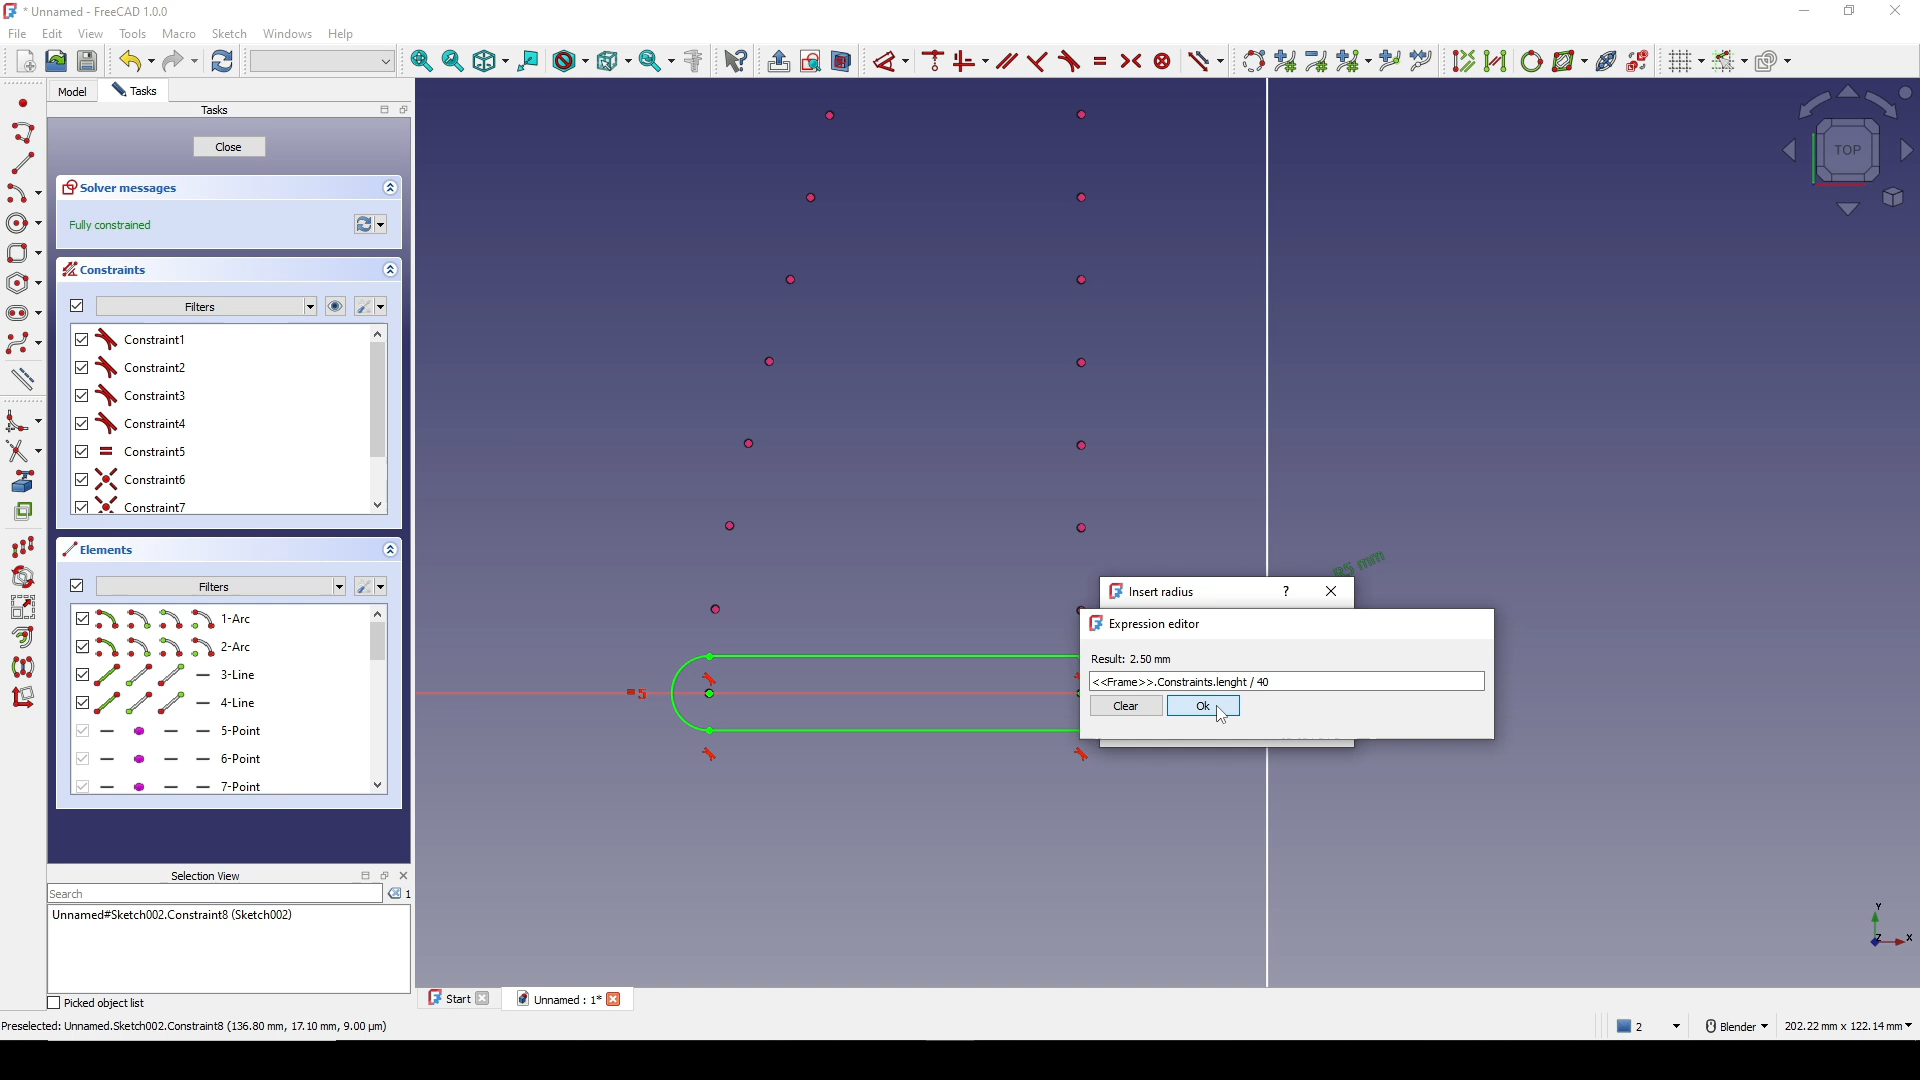 * Unnamed - FreeCAD 1.0.0
File Edit View Tools Macro Sketch Windows Help
Model Tasks
Tasks
Close
Solver messages
Fully constrained
Constraints
Filters
Constraint1
Constraint2
Constraint3
Constraint4
Constraint5
Constraint6
Constraint7
Elements
Filters
1-Arc
2-Arc
3-Line
4-Line
5-Point
6-Point
7-Point
Selection View
Search
1
Unnamed#Sketch002.Constraint8 (Sketch002)
Picked object list
TOP
5
Insert radius ?
Expression editor
Result: 2.50 mm
<<Frame>>.Constraints.lenght / 40
Clear Ok
Y
Z X
Start Unnamed : 1*
Preselected: Unnamed.Sketch002.Constraint8 (136.80 mm, 17.10 mm, 9.00 µm)
2 Blender 202.22 mm x 122.14 mm